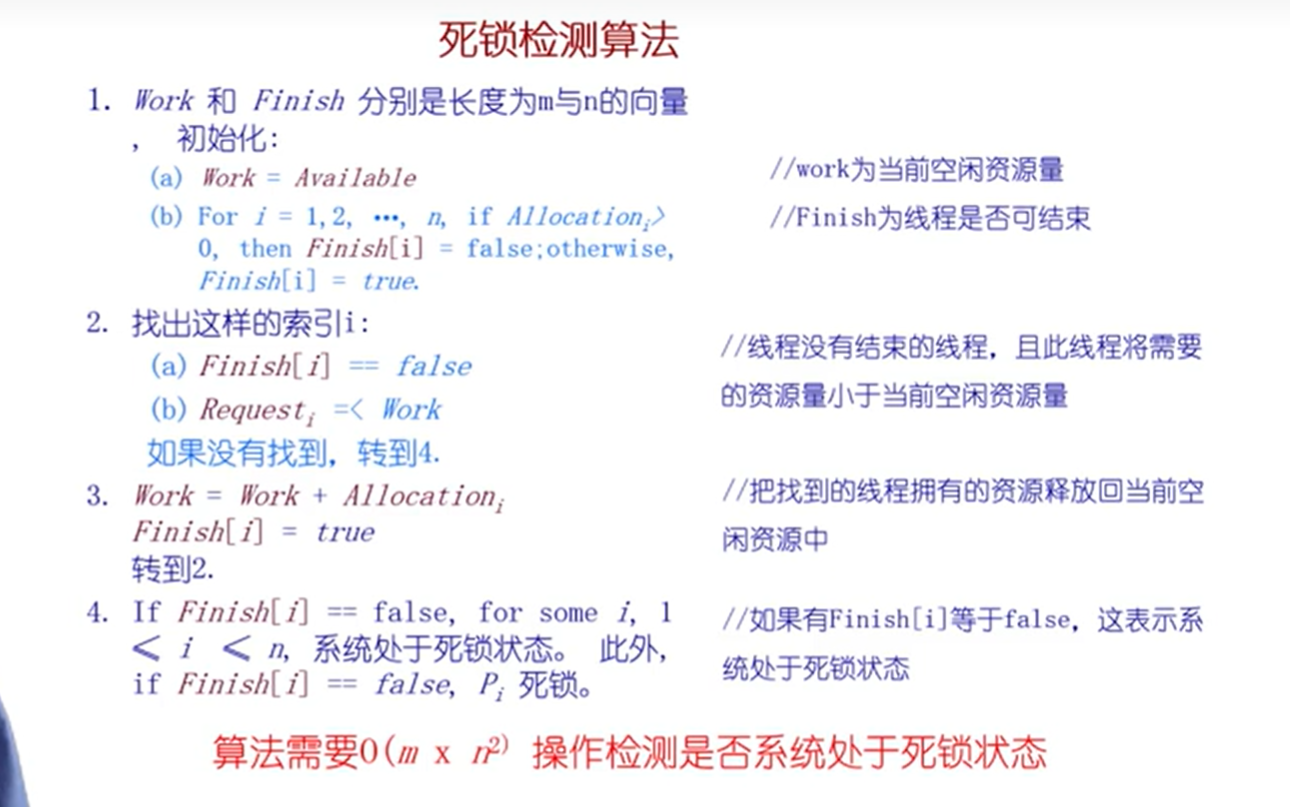 死锁检测算法
1. Work 和 Finish 分别是长度为m与n的向量
， 初始化:
(a) Work = Available
//work为当前空闲资源量
(b) For i = 1,2, …, n, if Allocationᵢ>
//Finish为线程是否可结束
0, then Finish[i] = false;otherwise,
Finish[i] = true.
2. 找出这样的索引i:
(a) Finish[i] == false
//线程没有结束的线程，且此线程将需要
(b) Requestᵢ =< Work
的资源量小于当前空闲资源量
如果没有找到，转到4.
3. Work = Work + Allocationᵢ
//把找到的线程拥有的资源释放回当前空
Finish[i] = true
闲资源中
转到2.
4. If Finish[i] == false, for some i, 1
//如果有Finish[i]等于false，这表示系
≤ i ≤ n, 系统处于死锁状态。 此外,
统处于死锁状态
if Finish[i] == false, Pᵢ 死锁。
算法需要O(m x n²⁾ 操作检测是否系统处于死锁状态